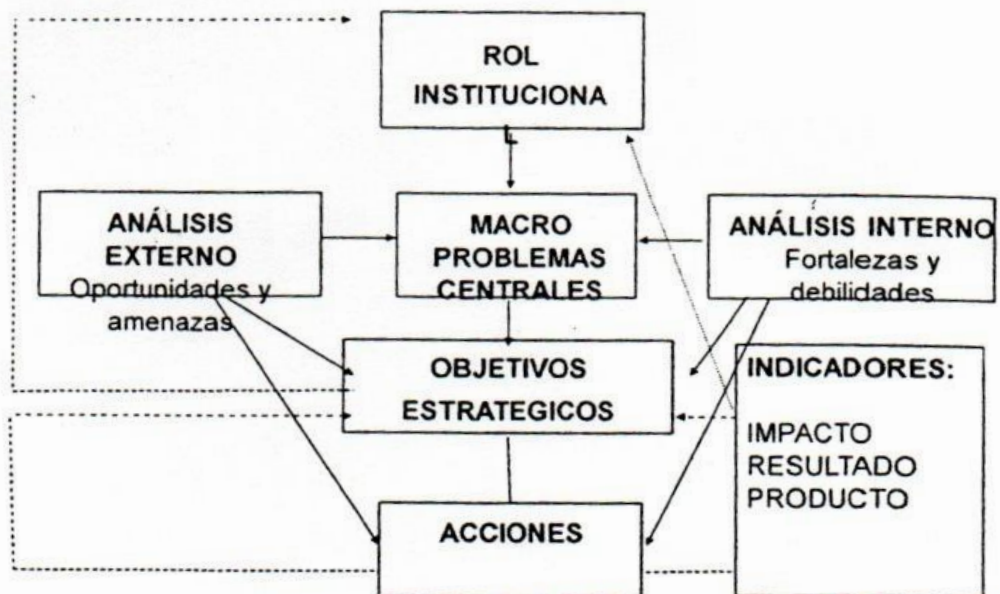 ROL
INSTITUCIONA
L
ANÁLISIS
EXTERNO
Oportunidades y
amenazas
MACRO
PROBLEMAS
CENTRALES
ANÁLISIS INTERNO
Fortalezas y
debilidades
OBJETIVOS
ESTRATEGICOS
INDICADORES:
IMPACTO
RESULTADO
PRODUCTO
ACCIONES